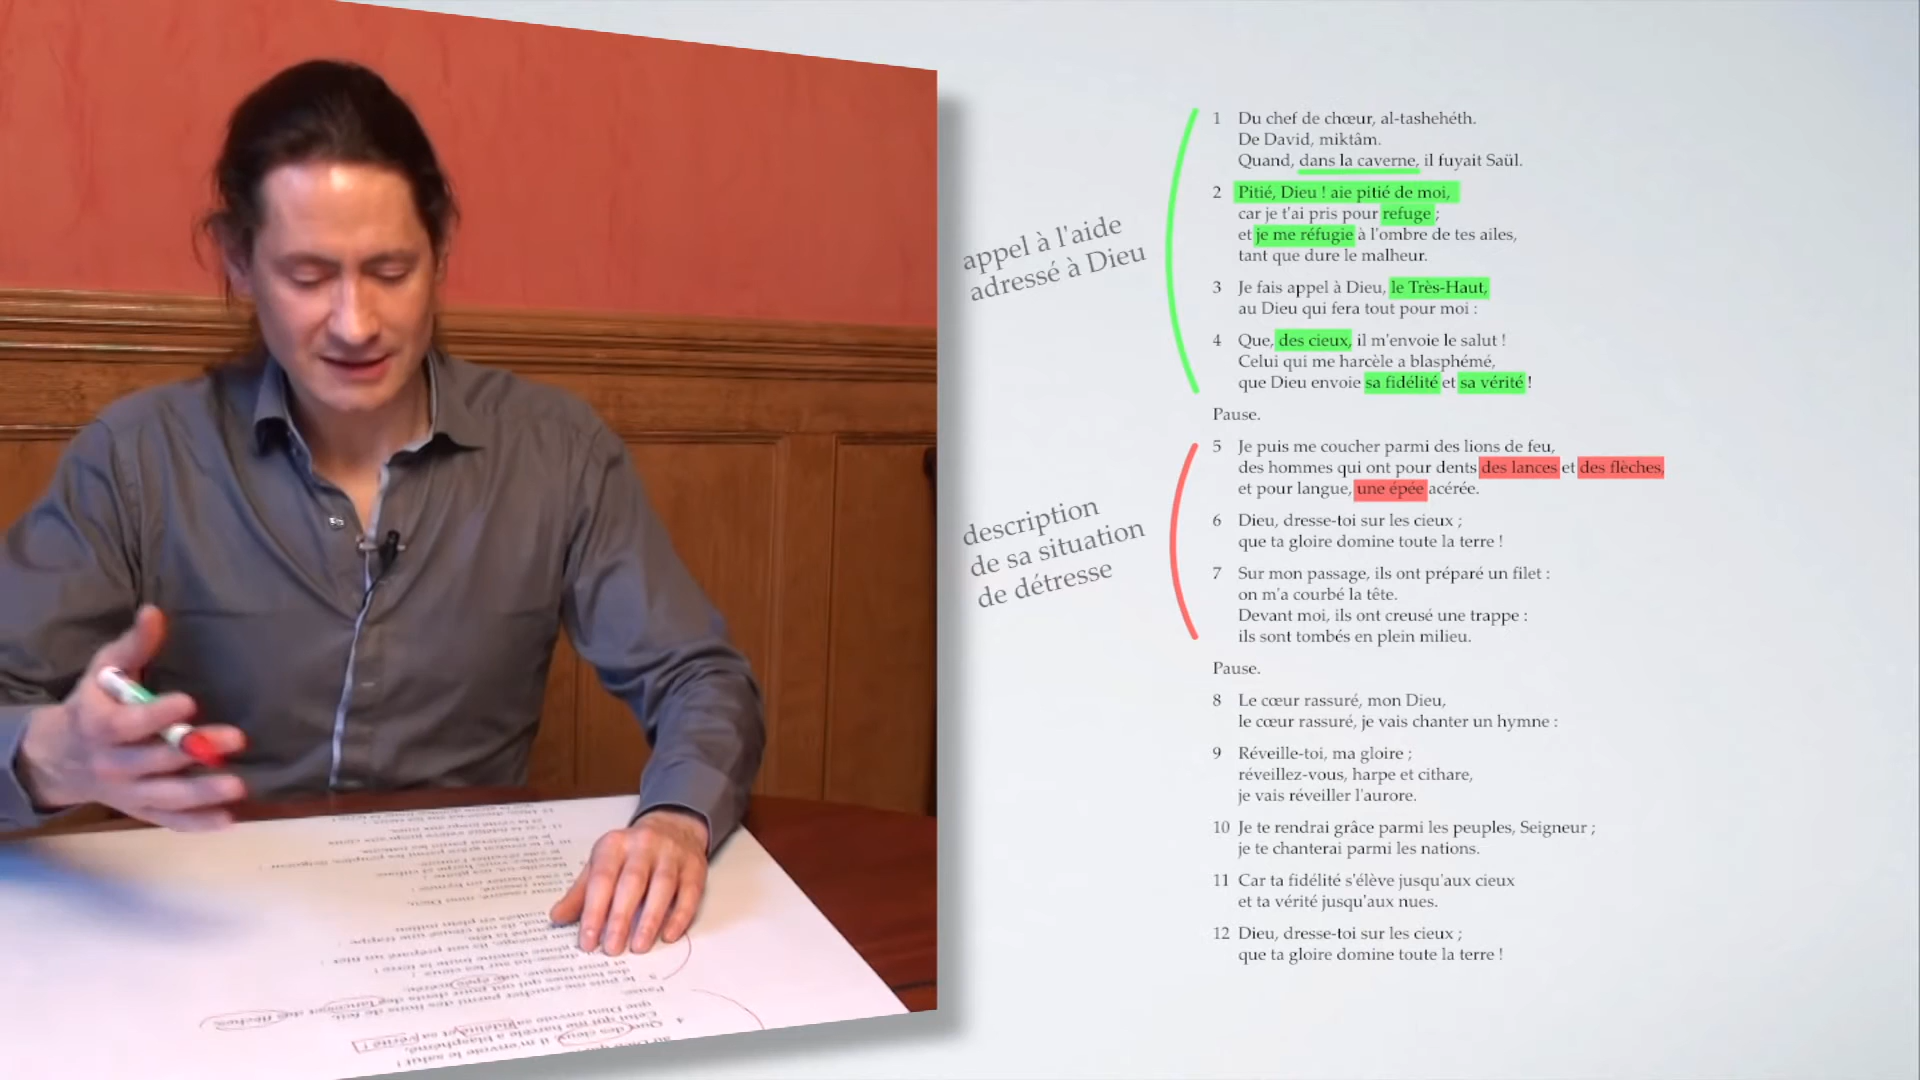 appel à l'aide
adressé à Dieu
1 Du chef de chœur, al-tashehéth.
De David, miktâm.
Quand, dans la caverne, il fuyait Saül.
2 Pitié, Dieu ! aie pitié de moi,
car je t'ai pris pour refuge ;
et je me réfugie à l'ombre de tes ailes,
tant que dure le malheur.
3 Je fais appel à Dieu, le Très-Haut,
au Dieu qui fera tout pour moi :
4 Que, des cieux, il m'envoie le salut !
Celui qui me harcèle a blasphémé,
que Dieu envoie sa fidélité et sa vérité !
Pause.
description
de sa situation
de détresse
5 Je puis me coucher parmi des lions de feu,
des hommes qui ont pour dents des lances et des flèches,
et pour langue, une épée acérée.
6 Dieu, dresse-toi sur les cieux ;
que ta gloire domine toute la terre !
7 Sur mon passage, ils ont préparé un filet :
on m'a courbé la tête.
Devant moi, ils ont creusé une trappe :
ils sont tombés en plein milieu.
Pause.
8 Le cœur rassuré, mon Dieu,
le cœur rassuré, je vais chanter un hymne :
9 Réveille-toi, ma gloire ;
réveillez-vous, harpe et cithare,
je vais réveiller l'aurore.
10 Je te rendrai grâce parmi les peuples, Seigneur ;
je te chanterai parmi les nations.
11 Car ta fidélité s'élève jusqu'aux cieux
et ta vérité jusqu'aux nues.
12 Dieu, dresse-toi sur les cieux ;
que ta gloire domine toute la terre !